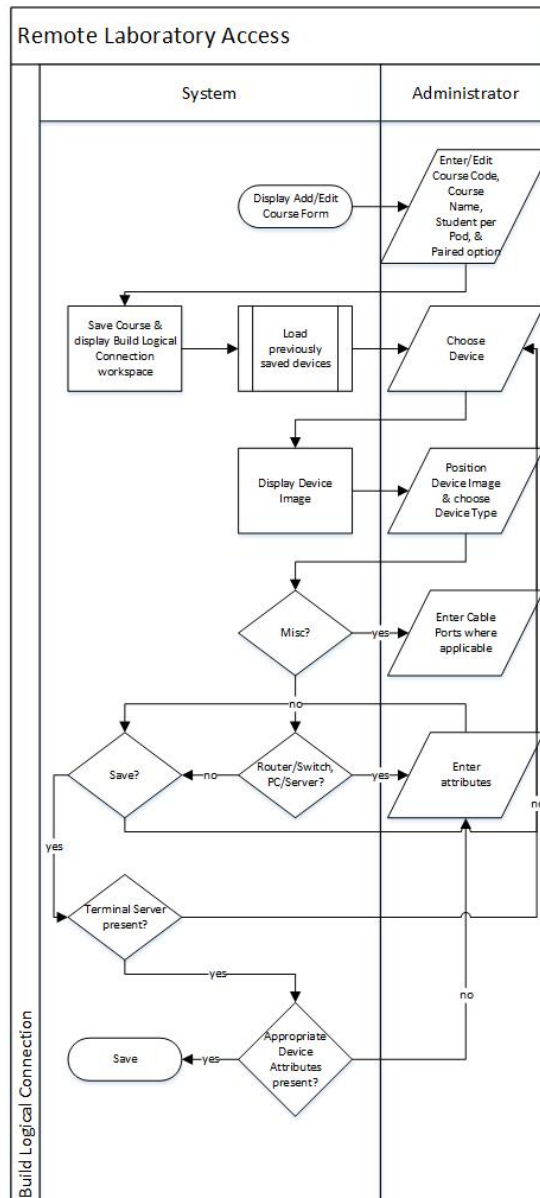 Remote Laboratory Access
System
Administrator
Display Add/Edit
Course Form
Enter/Edit
Course Code,
Course
Name,
Student per
Pod, &
Paired option
Save Course &
display Build Logical
Connection
workspace
Load
previously
saved devices
Choose
Device
Display Device
Image
Position
Device Image
& choose
Device Type
Misc?
yes
Enter Cable
Ports where
applicable
no
Save?
no
Router/Switch,
PC/Server?
yes
Enter
attributes
no
yes
Terminal Server
present?
yes
no
Save
yes
Appropriate
Device
Attributes
present?
Build Logical Connection